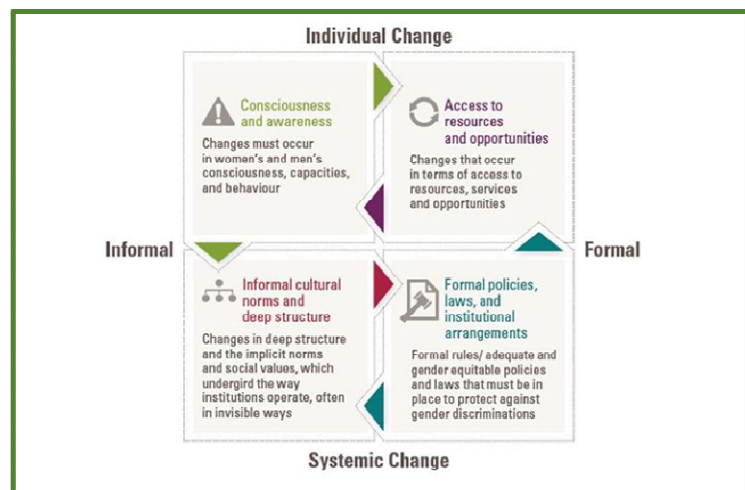 Individual Change
Consciousness
and awareness
Changes must occur
in women's and men's
consciousness, capacities,
and behaviour
Access to
resources
and opportunities
Changes that occur
in terms of access to
resources, services
and opportunities
Informal
Formal
Informal cultural
norms and
deep structure
Changes in deep structure
and the implicit norms
and social values, which
undergird the way
institutions operate, often
in invisible ways
Formal policies,
laws, and
institutional
arrangements
Formal rules/ adequate and
gender equitable policies
and laws that must be in
place to protect against
gender discriminations
Systemic Change